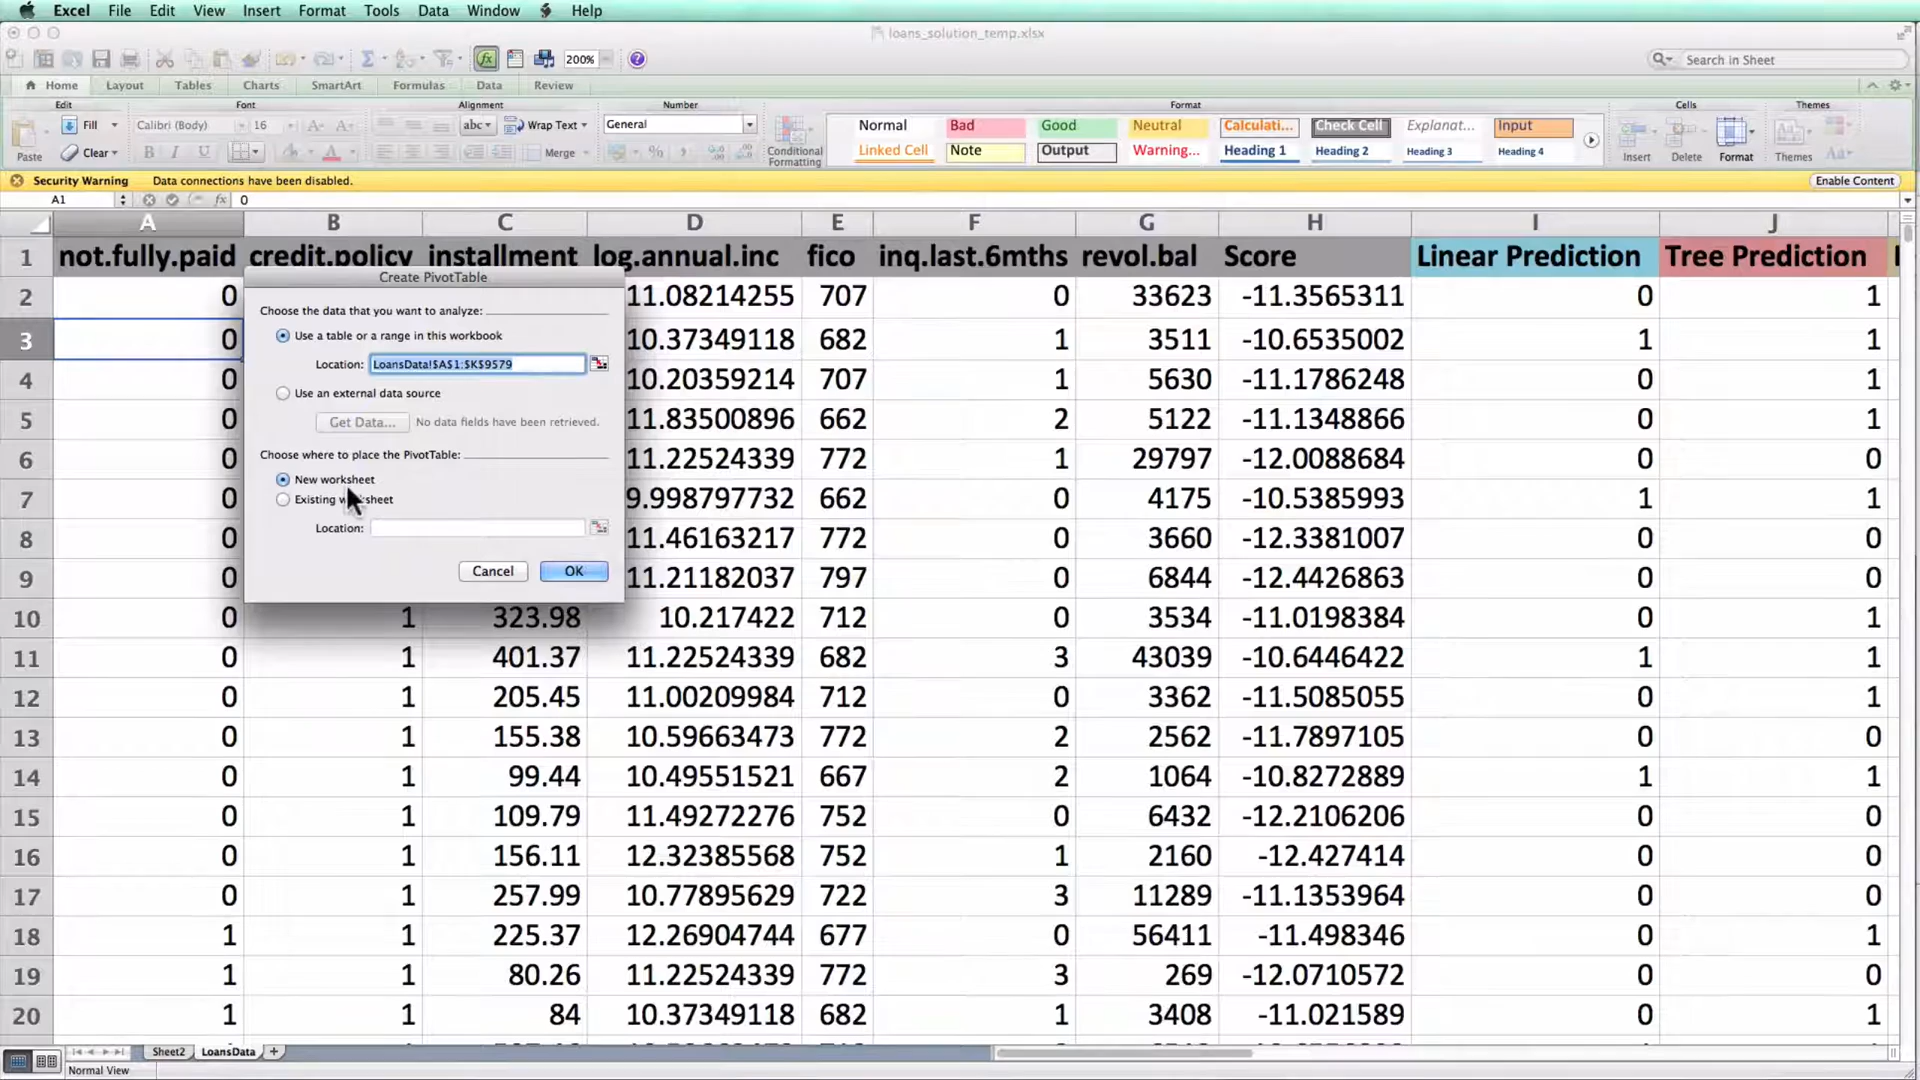 Excel File Edit View Insert Format Tools Data Window Help
loans_solution_temp.xlsx
200%
Search in Sheet
Home Layout Tables Charts SmartArt Formulas Data Review
Edit Font Alignment Number Format Cells Themes
Fill Calibri (Body) 16 abc Wrap Text General Normal Bad Good Neutral Calculati... Check Cell Explanat... Input
Paste Clear B I U Merge Conditional Formatting Linked Cell Note Output Warning... Heading 1 Heading 2 Heading 3 Heading 4 Insert Delete Format Themes Aa
Security Warning Data connections have been disabled. Enable Content
A1 fx 0
A B C D E F G H I J
1 not.fully.paid credit.policy installment log.annual.inc fico inq.last.6mths revol.bal Score Linear Prediction Tree Prediction
Create PivotTable
Choose the data that you want to analyze:
Use a table or a range in this workbook
Location: LoansData!$A$1:$K$9579
Use an external data source
Get Data... No data fields have been retrieved.
Choose where to place the PivotTable:
New worksheet
Existing worksheet
Location:
Cancel OK
2 0 11.08214255 707 0 33623 -11.3565311 0 1
3 0 10.37349118 682 1 3511 -10.6535002 1 1
4 0 10.20359214 707 1 5630 -11.1786248 0 1
5 0 11.83500896 662 2 5122 -11.1348866 0 1
6 0 11.22524339 772 1 29797 -12.0088684 0 0
7 0 9.998797732 662 0 4175 -10.5385993 1 1
8 0 11.46163217 772 0 3660 -12.3381007 0 0
9 0 11.21182037 797 0 6844 -12.4426863 0 0
10 0 1 323.98 10.217422 712 0 3534 -11.0198384 0 1
11 0 1 401.37 11.22524339 682 3 43039 -10.6446422 1 1
12 0 1 205.45 11.00209984 712 0 3362 -11.5085055 0 1
13 0 1 155.38 10.59663473 772 2 2562 -11.7897105 0 0
14 0 1 99.44 10.49551521 667 2 1064 -10.8272889 1 1
15 0 1 109.79 11.49272276 752 0 6432 -12.2106206 0 0
16 0 1 156.11 12.32385568 752 1 2160 -12.427414 0 0
17 0 1 257.99 10.77895629 722 3 11289 -11.1353964 0 0
18 1 1 225.37 12.26904744 677 0 56411 -11.498346 0 1
19 1 1 80.26 11.22524339 772 3 269 -12.0710572 0 0
20 1 1 84 10.37349118 682 1 3408 -11.021589 0 1
Sheet2 LoansData
Normal View